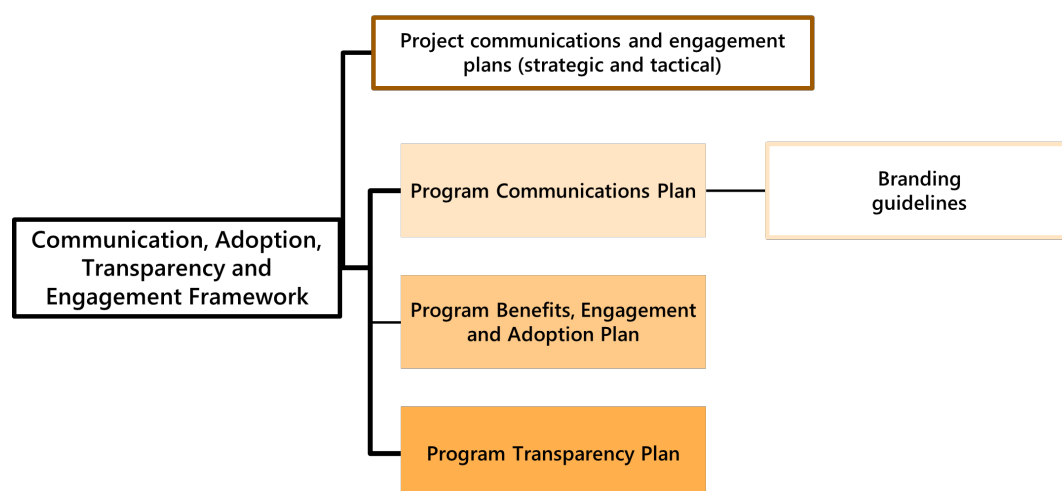 Project communications and engagement
plans (strategic and tactical)
Program Communications Plan
Branding
guidelines
Communication, Adoption,
Transparency and
Engagement Framework
Program Benefits, Engagement
and Adoption Plan
Program Transparency Plan